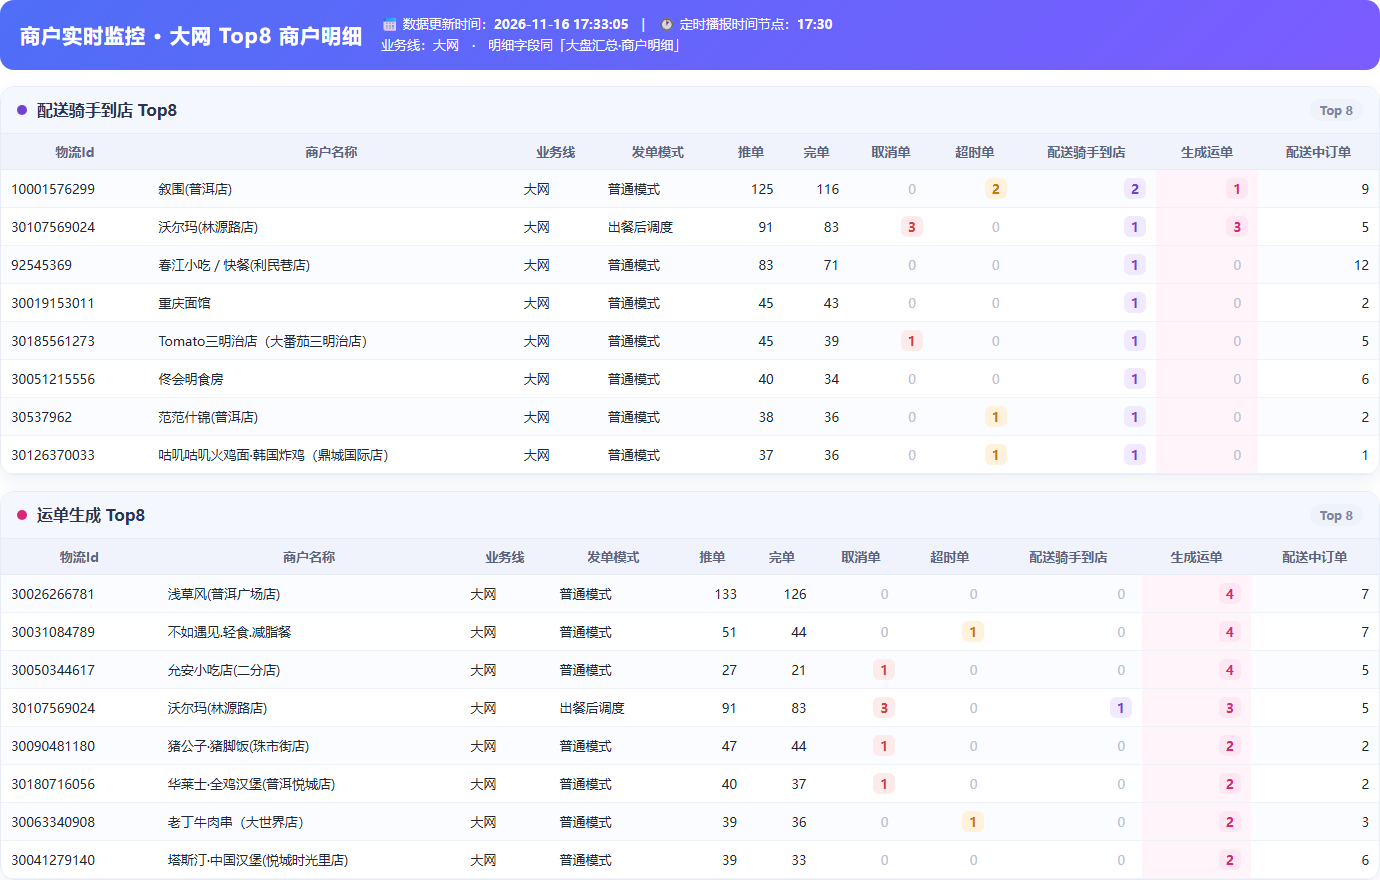 商户实时监控 • 大网 Top8 商户明细
数据更新时间：2026-11-16 17:33:05 | 定时播报时间节点：17:30
业务线：大网 · 明细字段同「大盘汇总·商户明细」
配送骑手到店 Top8 Top 8
物流Id 商户名称 业务线 发单模式 推单 完单 取消单 超时单 配送骑手到店 生成运单 配送中订单
10001576299 叙围(普洱店) 大网 普通模式 125 116 0 2 2 1 9
30107569024 沃尔玛(林源路店) 大网 出餐后调度 91 83 3 0 1 3 5
92545369 春江小吃 / 快餐(利民巷店) 大网 普通模式 83 71 0 0 1 0 12
30019153011 重庆面馆 大网 普通模式 45 43 0 0 1 0 2
30185561273 Tomato三明治店（大番茄三明治店） 大网 普通模式 45 39 1 0 1 0 5
30051215556 佟会明食房 大网 普通模式 40 34 0 0 1 0 6
30537962 范范什锦(普洱店) 大网 普通模式 38 36 0 1 1 0 2
30126370033 咕叽咕叽火鸡面·韩国炸鸡（鼎城国际店） 大网 普通模式 37 36 0 1 1 0 1
运单生成 Top8 Top 8
物流Id 商户名称 业务线 发单模式 推单 完单 取消单 超时单 配送骑手到店 生成运单 配送中订单
30026266781 浅草风(普洱广场店) 大网 普通模式 133 126 0 0 0 4 7
30031084789 不如遇见.轻食.减脂餐 大网 普通模式 51 44 0 1 0 4 7
30050344617 允安小吃店(二分店) 大网 普通模式 27 21 1 0 0 4 5
30107569024 沃尔玛(林源路店) 大网 出餐后调度 91 83 3 0 1 3 5
30090481180 猪公子·猪脚饭(珠市街店) 大网 普通模式 47 44 1 0 0 2 2
30180716056 华莱士·全鸡汉堡(普洱悦城店) 大网 普通模式 40 37 1 0 0 2 2
30063340908 老丁牛肉串（大世界店） 大网 普通模式 39 36 0 1 0 2 3
30041279140 塔斯汀·中国汉堡(悦城时光里店) 大网 普通模式 39 33 0 0 0 2 6